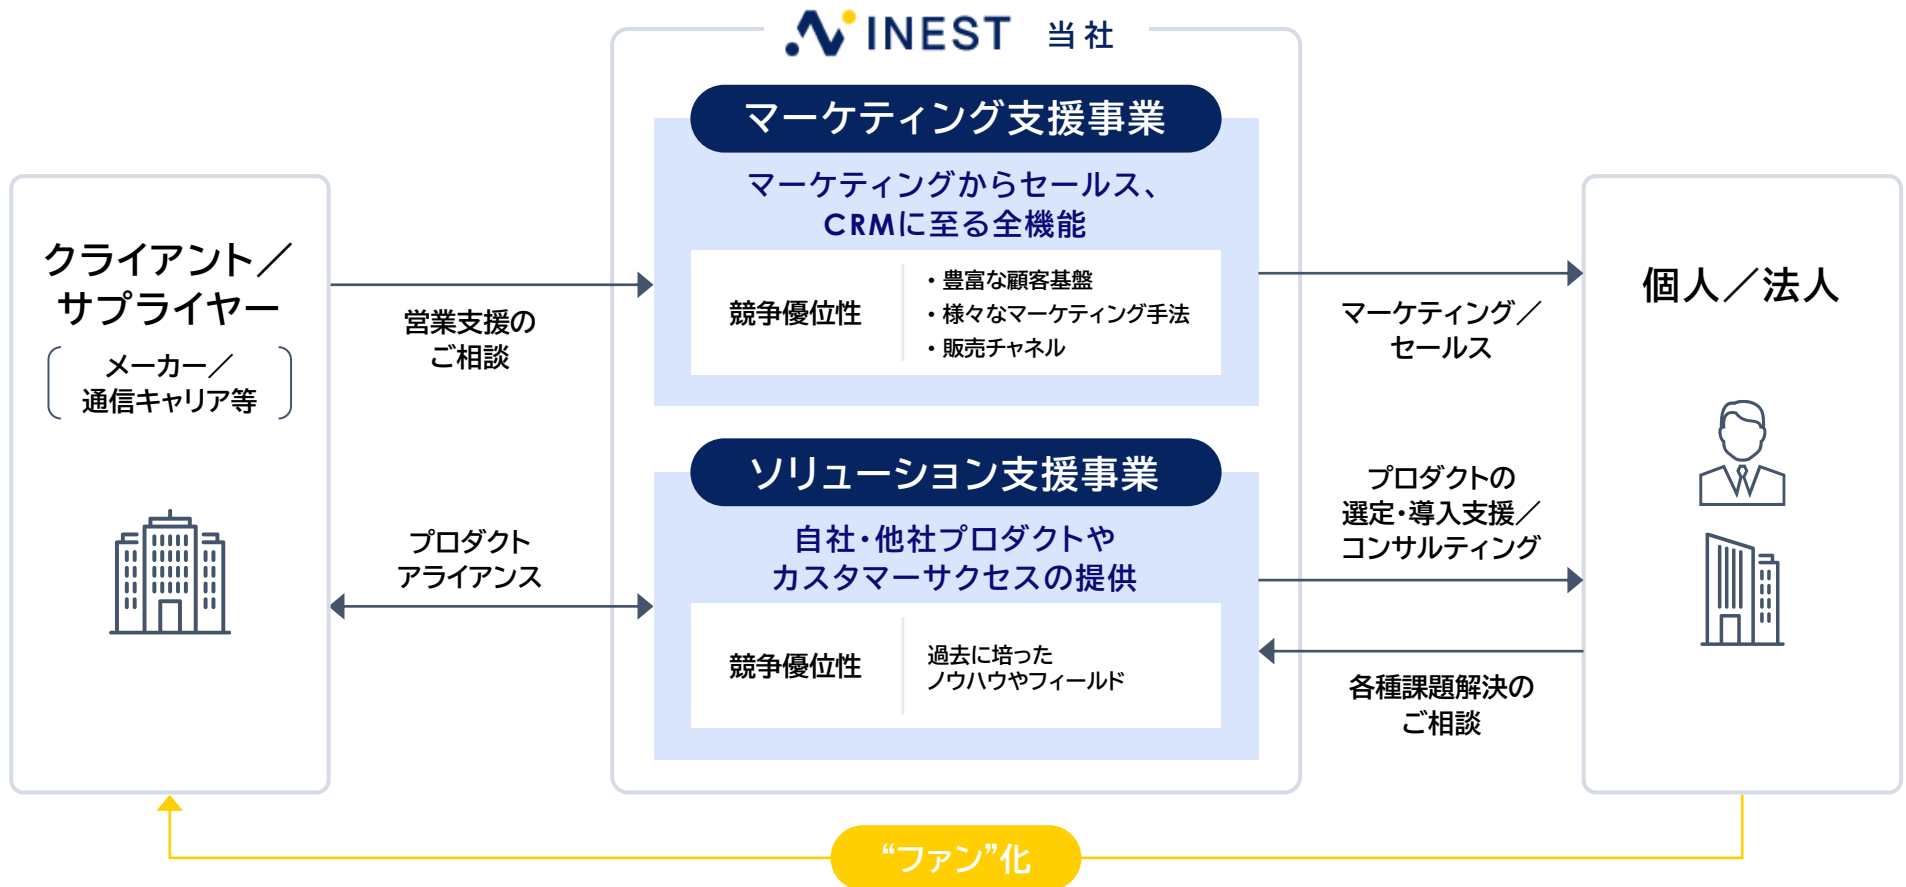 INEST 当社
クライアント／
サプライヤー
メーカー／
通信キャリア等
営業支援の
ご相談
プロダクト
アライアンス
マーケティング支援事業
マーケティングからセールス、
CRMに至る全機能
競争優位性
・豊富な顧客基盤
・様々なマーケティング手法
・販売チャネル
ソリューション支援事業
自社・他社プロダクトや
カスタマーサクセスの提供
競争優位性
過去に培った
ノウハウやフィールド
マーケティング／
セールス
プロダクトの
選定・導入支援／
コンサルティング
各種課題解決の
ご相談
個人／法人
“ファン”化